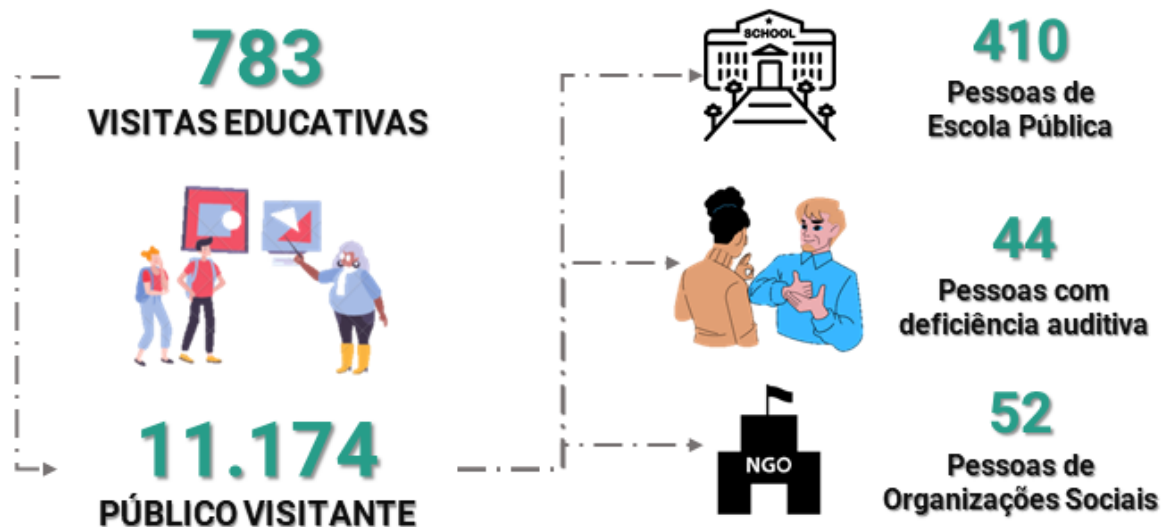 783
VISITAS EDUCATIVAS
11.174
PÚBLICO VISITANTE
SCHOOL
410
Pessoas de
Escola Pública
44
Pessoas com
deficiência auditiva
NGO
52
Pessoas de
Organizações Sociais